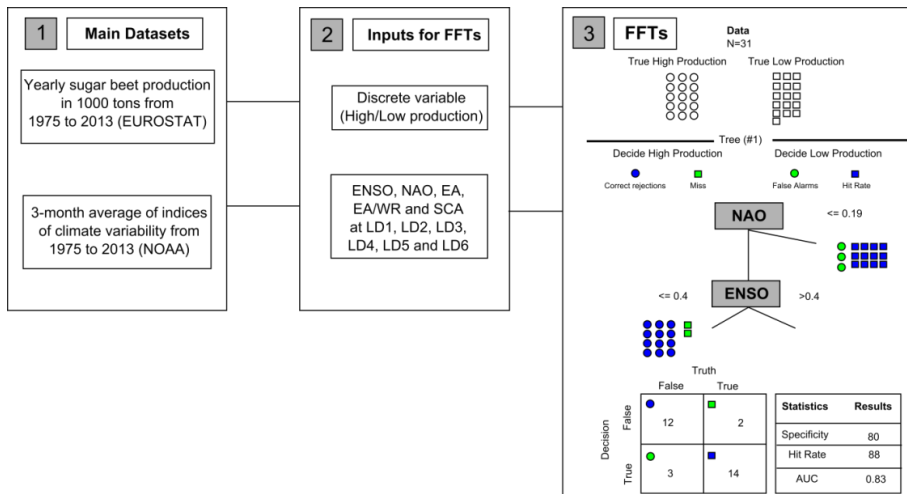 1
Main Datasets
Yearly sugar beet production
in 1000 tons from
1975 to 2013 (EUROSTAT)
3-month average of indices
of climate variability from
1975 to 2013 (NOAA)
2
Inputs for FFTs
Discrete variable
(High/Low production)
ENSO, NAO, EA,
EA/WR and SCA
at LD1, LD2, LD3,
LD4, LD5 and LD6
3
FFTs
Data
N=31
True High Production
True Low Production
Tree (#1)
Decide High Production
Decide Low Production
Correct rejections
Miss
False Alarms
Hit Rate
NAO
<= 0.19
<= 0.4
ENSO
>0.4
Truth
False
True
Decision
False
True
12
2
3
14
Statistics Results
Specificity 80
Hit Rate 88
AUC 0.83